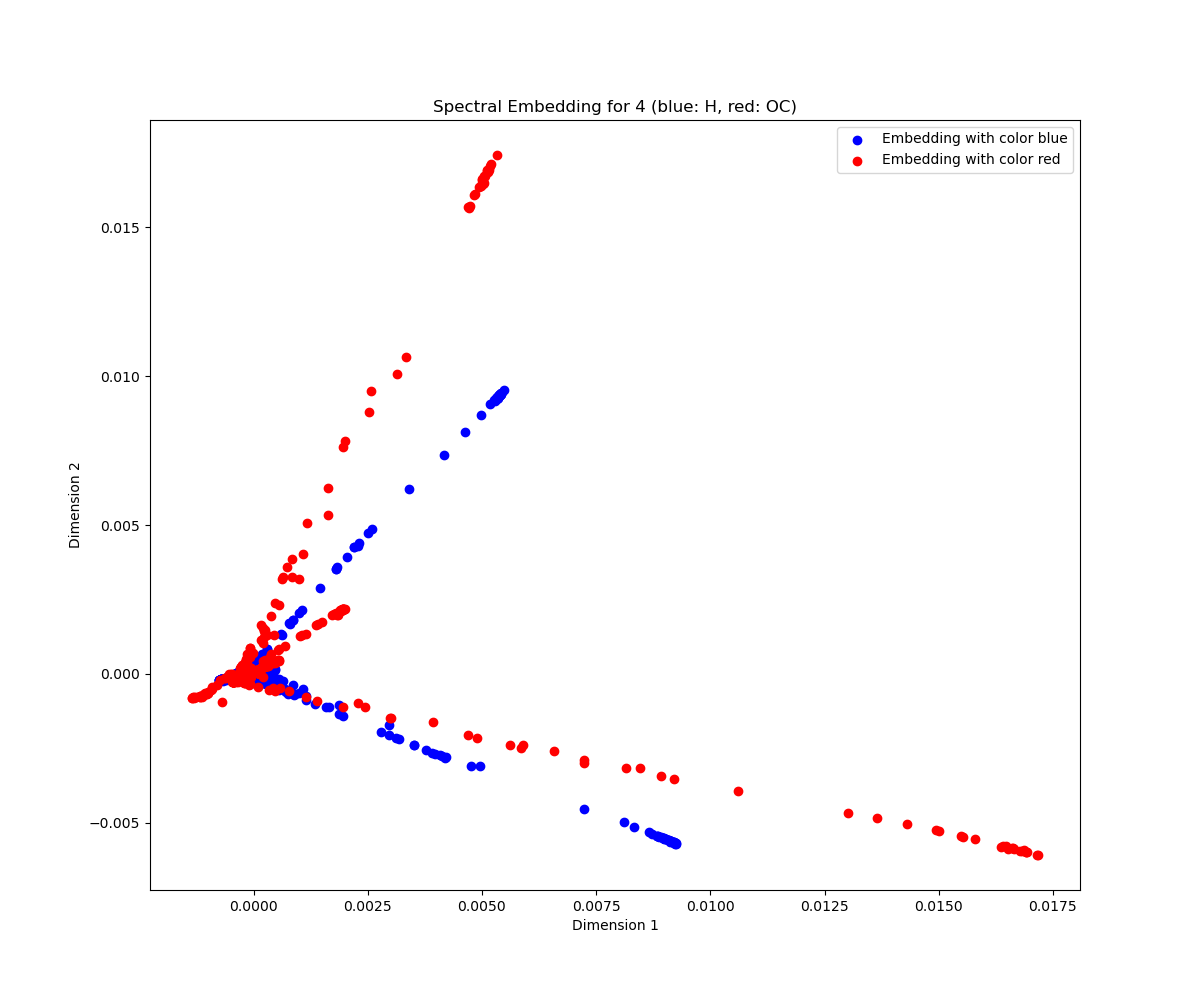 Spectral Embedding for 4 (blue: H, red: OC)
Embedding with color blue
Embedding with color red
Dimension 2
0.015
0.010
0.005
0.000
−0.005
0.0000 0.0025 0.0050 0.0075 0.0100 0.0125 0.0150 0.0175
Dimension 1